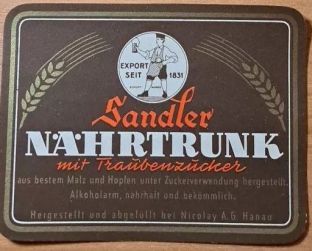 EXPORT
SEIT 1831
Sandler
NÄHRTRUNK
mit Traubenzucker
aus bestem Malz und Hopfen unter Zuckerverwendung hergestellt.
Alkoholarm, nahrhaft und bekömmlich.
Hergestellt und abgefüllt bei Nicolay A.G. Hanau